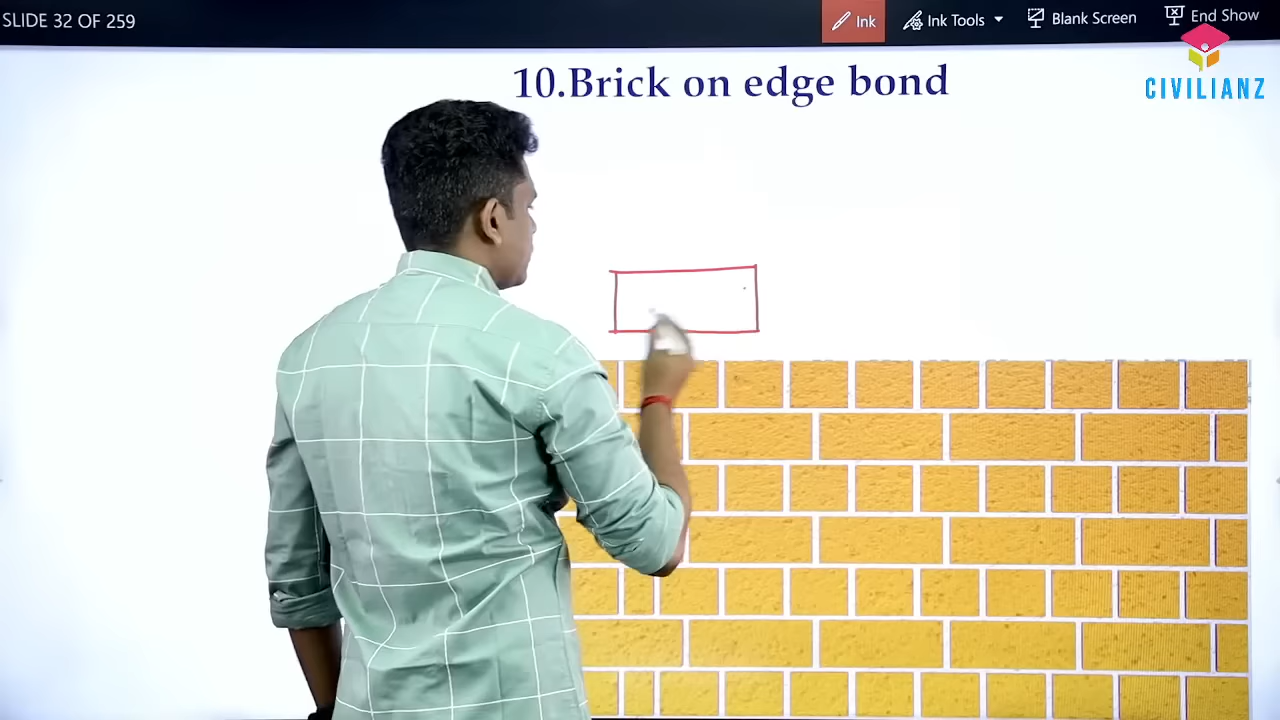 SLIDE 32 OF 259
Ink
Ink Tools
Blank Screen
End Show
CIVILIANZ
10.Brick on edge bond